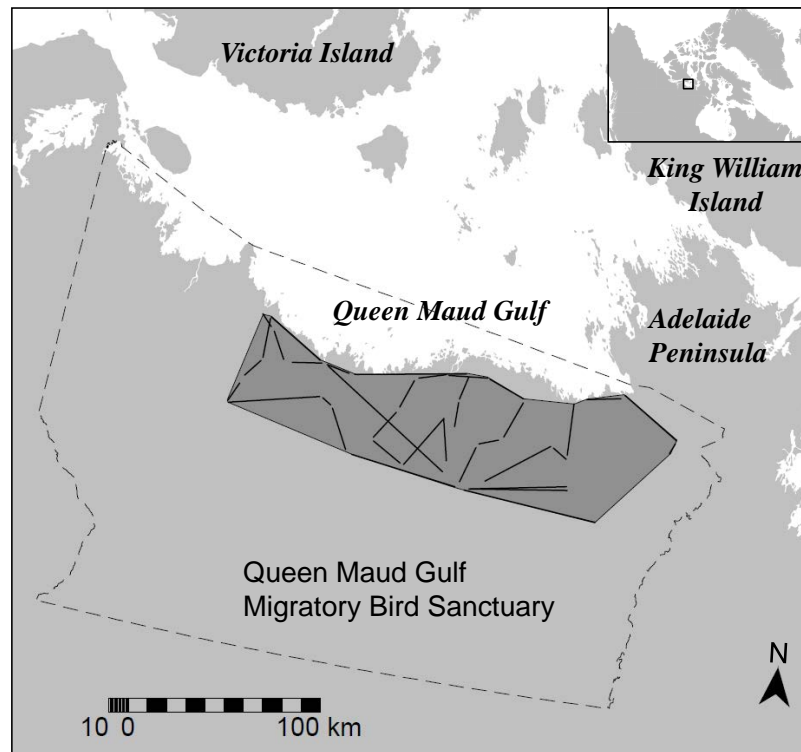 Victoria Island
King William
Island
Queen Maud Gulf
Adelaide
Peninsula
Queen Maud Gulf
Migratory Bird Sanctuary
N
10 0 100 km